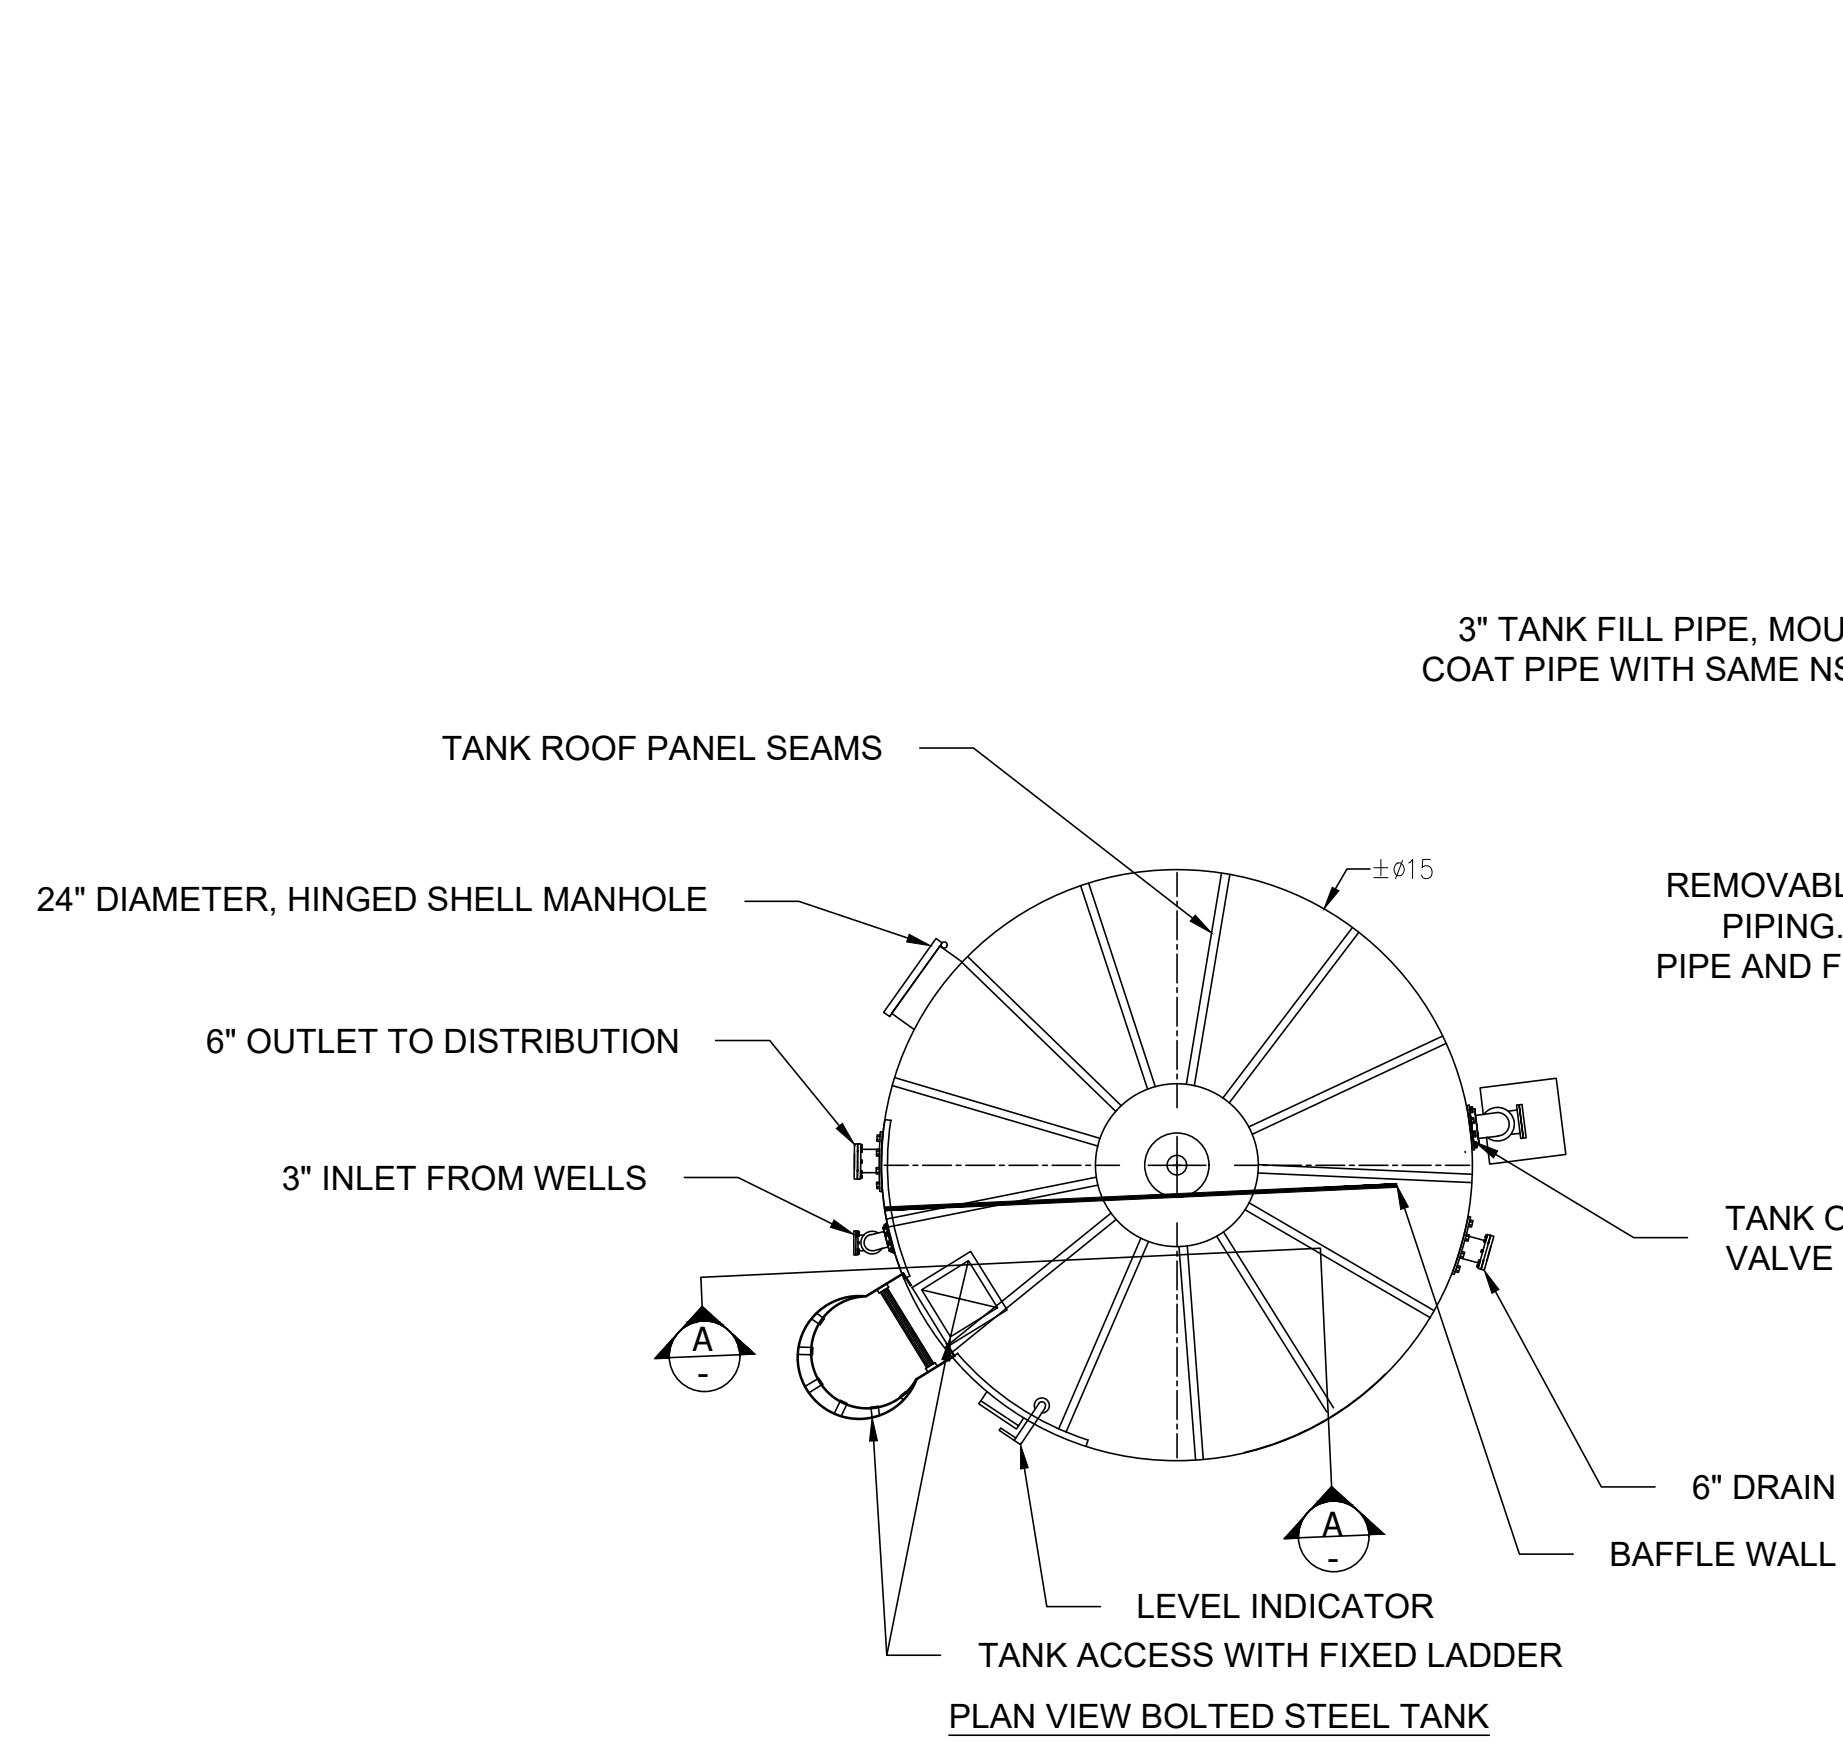 3" TANK FILL PIPE, MOU
COAT PIPE WITH SAME NS
TANK ROOF PANEL SEAMS
±ø15
24" DIAMETER, HINGED SHELL MANHOLE
REMOVABL
PIPING.
PIPE AND F
6" OUTLET TO DISTRIBUTION
3" INLET FROM WELLS
TANK O
VALVE
A
-
6" DRAIN
A
-
BAFFLE WALL
LEVEL INDICATOR
TANK ACCESS WITH FIXED LADDER
PLAN VIEW BOLTED STEEL TANK